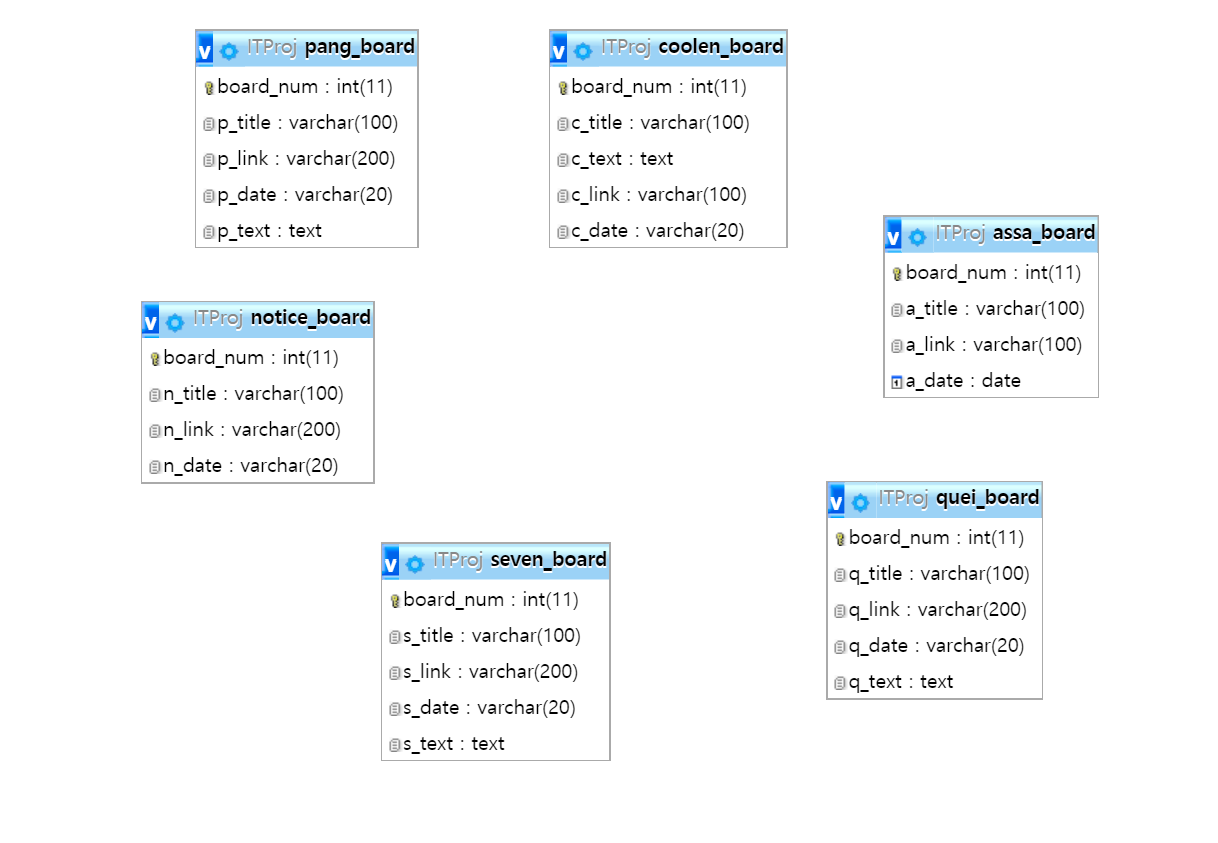 v ITProj pang_board
board_num : int(11)
p_title : varchar(100)
p_link : varchar(200)
p_date : varchar(20)
p_text : text
v ITProj coolen_board
board_num : int(11)
c_title : varchar(100)
c_text : text
c_link : varchar(100)
c_date : varchar(20)
v ITProj assa_board
board_num : int(11)
a_title : varchar(100)
a_link : varchar(100)
a_date : date
v ITProj notice_board
board_num : int(11)
n_title : varchar(100)
n_link : varchar(200)
n_date : varchar(20)
v ITProj seven_board
board_num : int(11)
s_title : varchar(100)
s_link : varchar(200)
s_date : varchar(20)
s_text : text
v ITProj quei_board
board_num : int(11)
q_title : varchar(100)
q_link : varchar(200)
q_date : varchar(20)
q_text : text